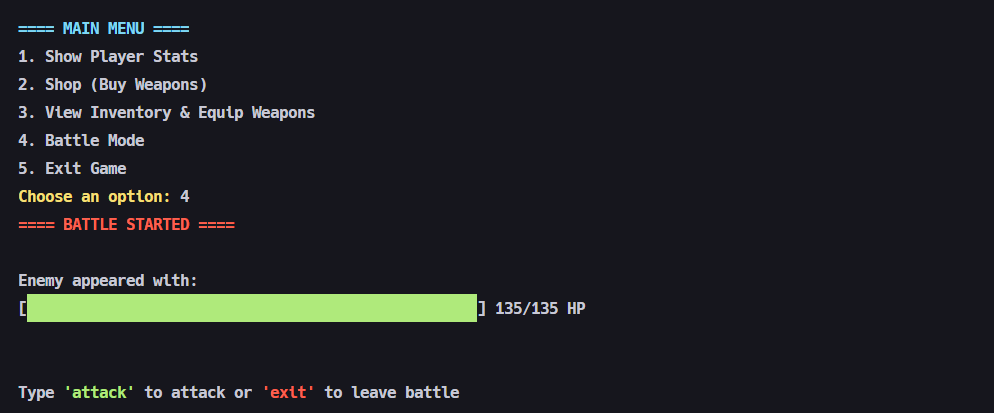 ==== MAIN MENU ====
1. Show Player Stats
2. Shop (Buy Weapons)
3. View Inventory & Equip Weapons
4. Battle Mode
5. Exit Game
Choose an option: 4
==== BATTLE STARTED ====
Enemy appeared with:
[ ] 135/135 HP
Type 'attack' to attack or 'exit' to leave battle